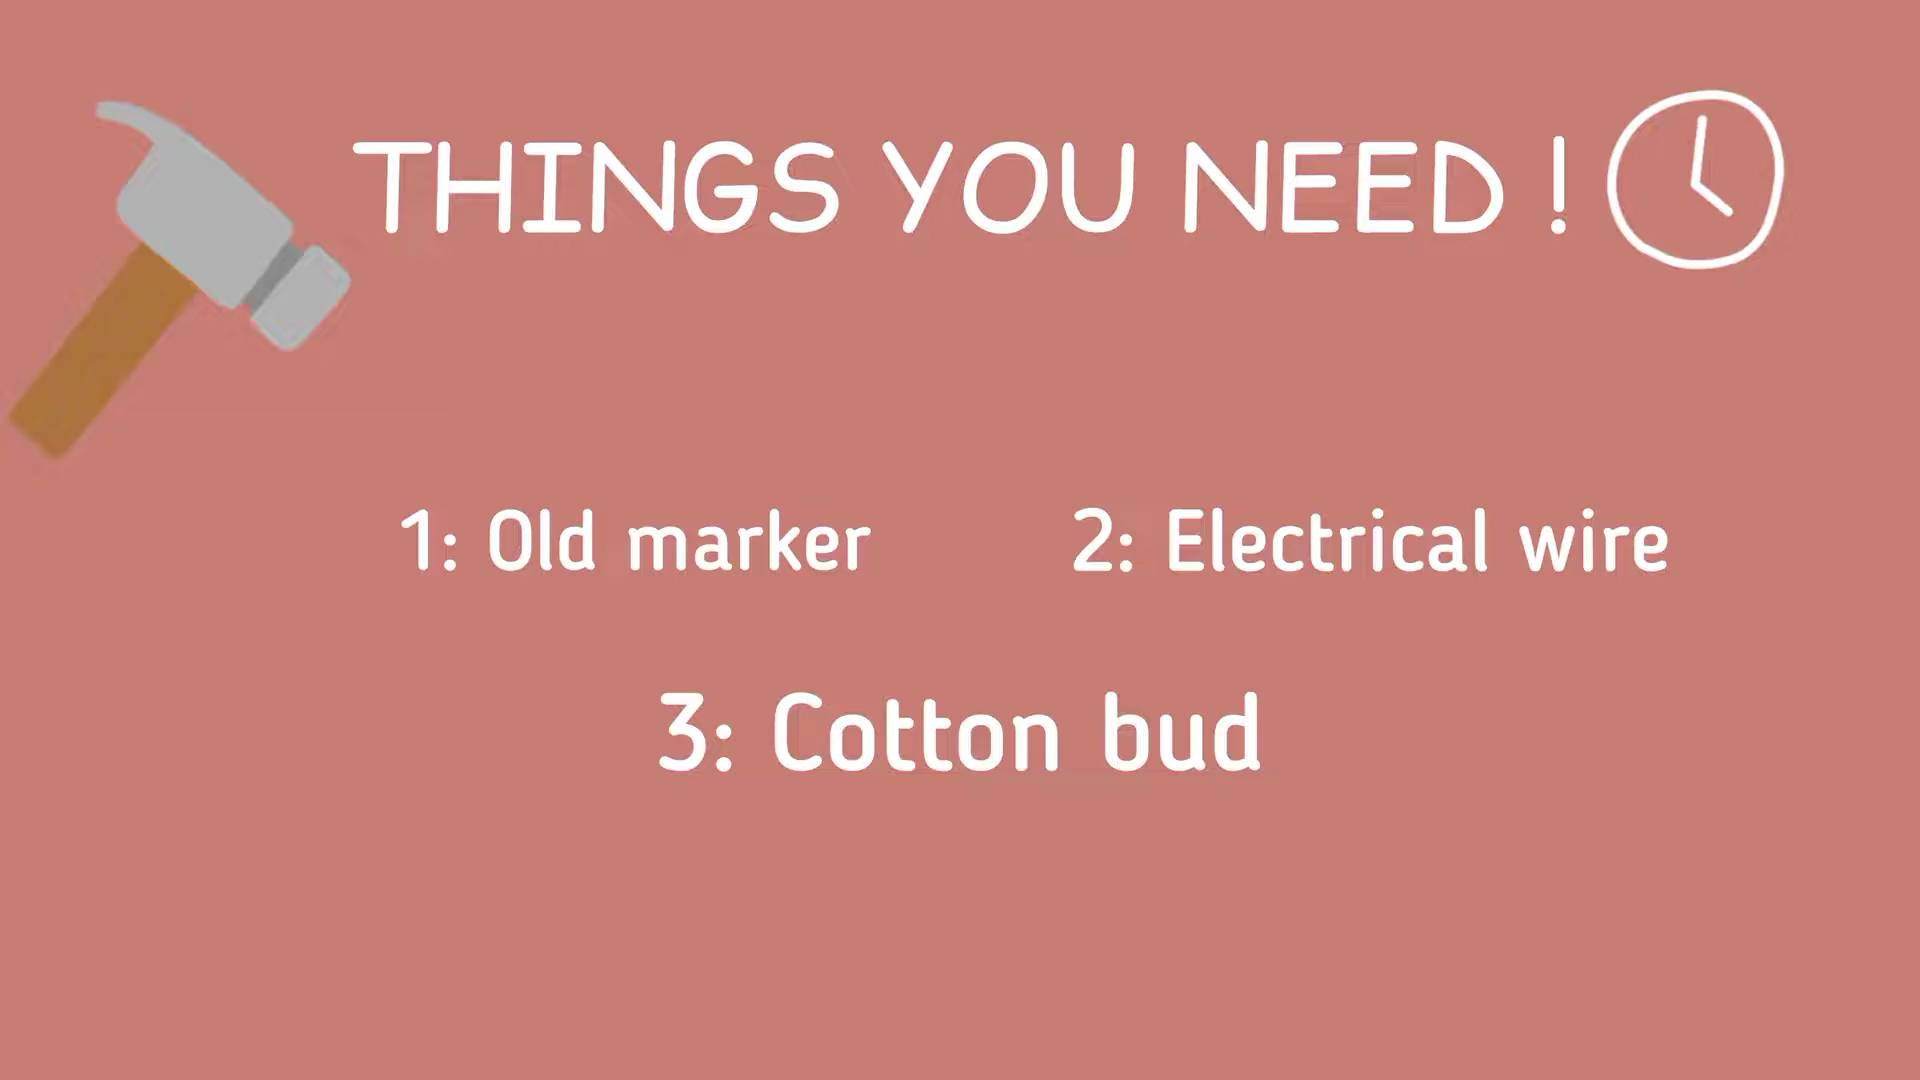 THINGS YOU NEED !
1: Old marker
2: Electrical wire
3: Cotton bud